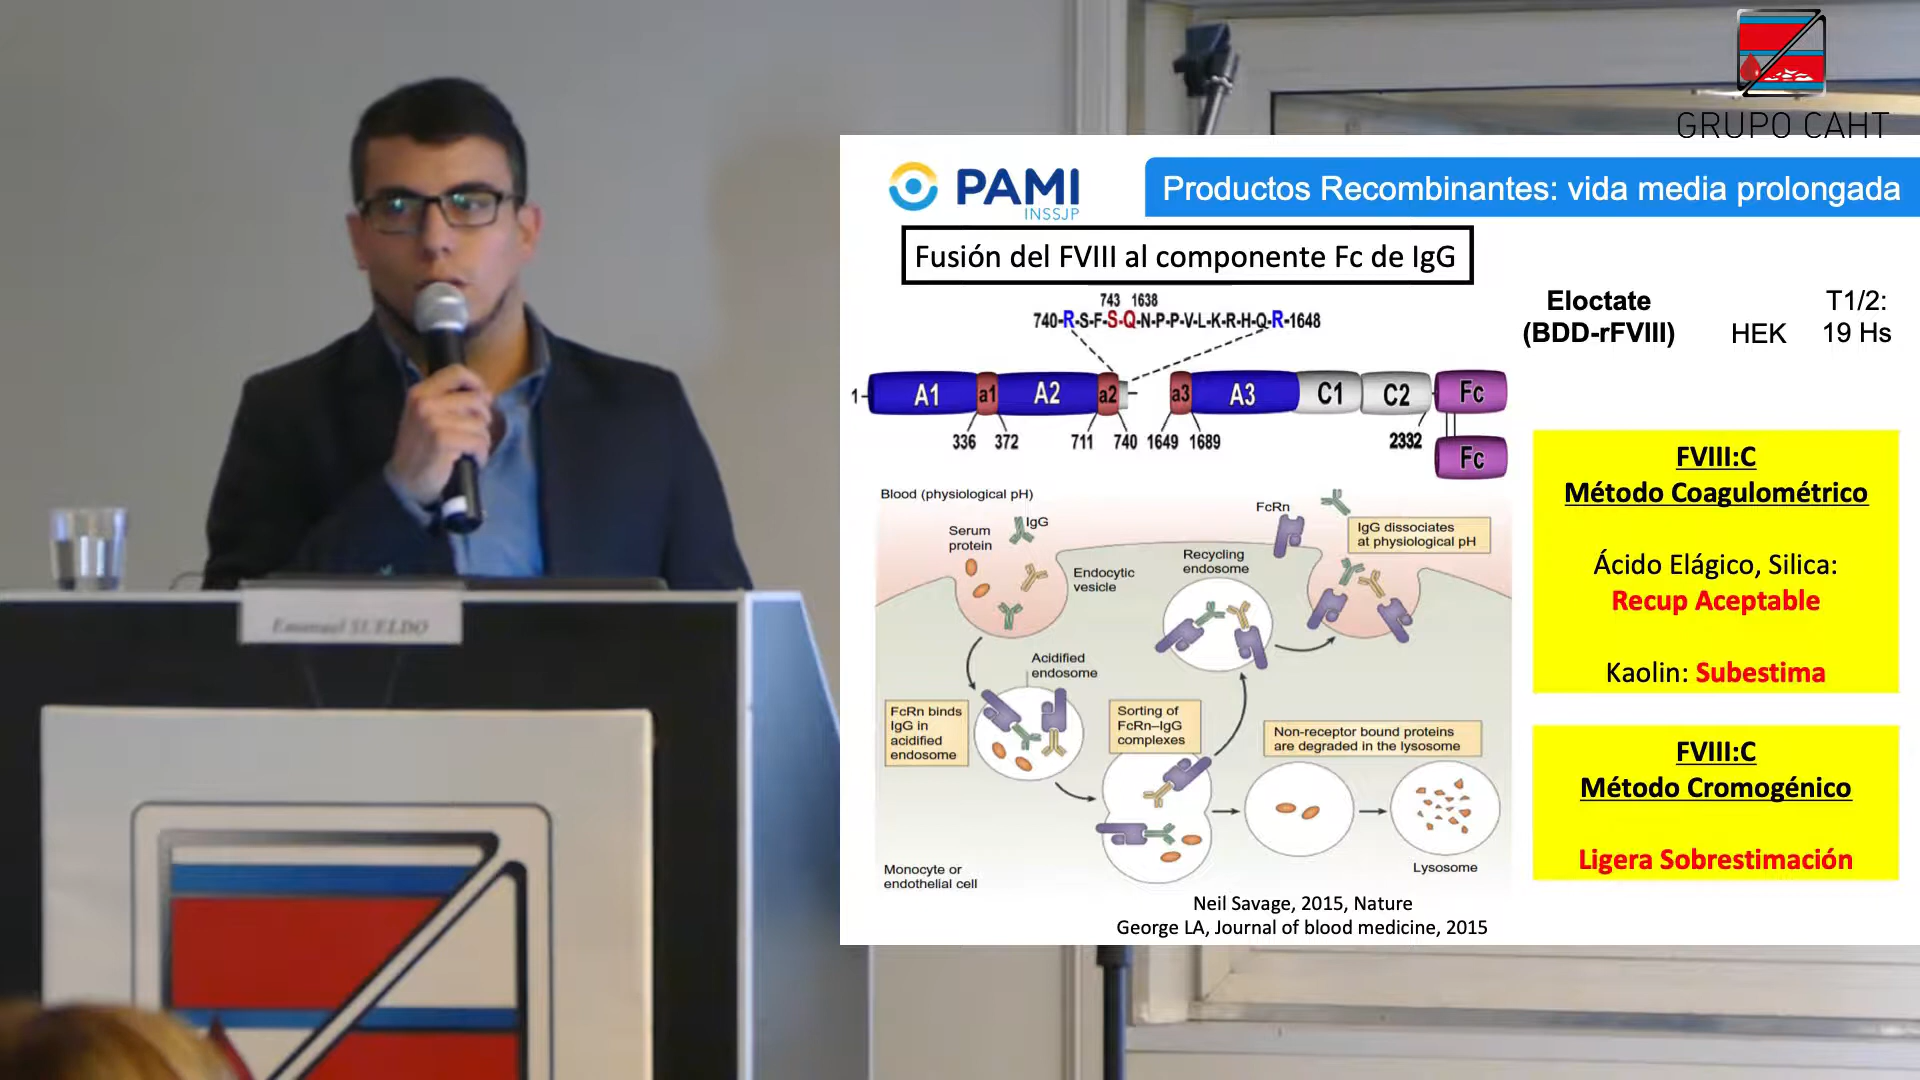 GRUPO CAHT
PAMI
INSSJP
Productos Recombinantes: vida media prolongada
Fusión del FVIII al componente Fc de IgG
743 1638
740-R-S-F-S-Q-N-P-P-V-L-K-R-H-Q-R-1648
1- A1 a1 A2 a2 a3 A3 C1 C2 Fc
336 372 711 740 1649 1689 2332
Fc
Eloctate
(BDD-rFVIII)
HEK
T1/2:
19 Hs
FVIII:C
Método Coagulométrico
Ácido Elágico, Silica:
Recup Aceptable
Kaolin: Subestima
FVIII:C
Método Cromogénico
Ligera Sobrestimación
Blood (physiological pH)
Serum
protein
IgG
Endocytic
vesicle
FcRn
IgG dissociates
at physiological pH
Recycling
endosome
Acidified
endosome
FcRn binds
IgG in
acidified
endosome
Sorting of
FcRn–IgG
complexes
Non-receptor bound proteins
are degraded in the lysosome
Lysosome
Monocyte or
endothelial cell
Neil Savage, 2015, Nature
George LA, Journal of blood medicine, 2015
Emanuel SUELDO